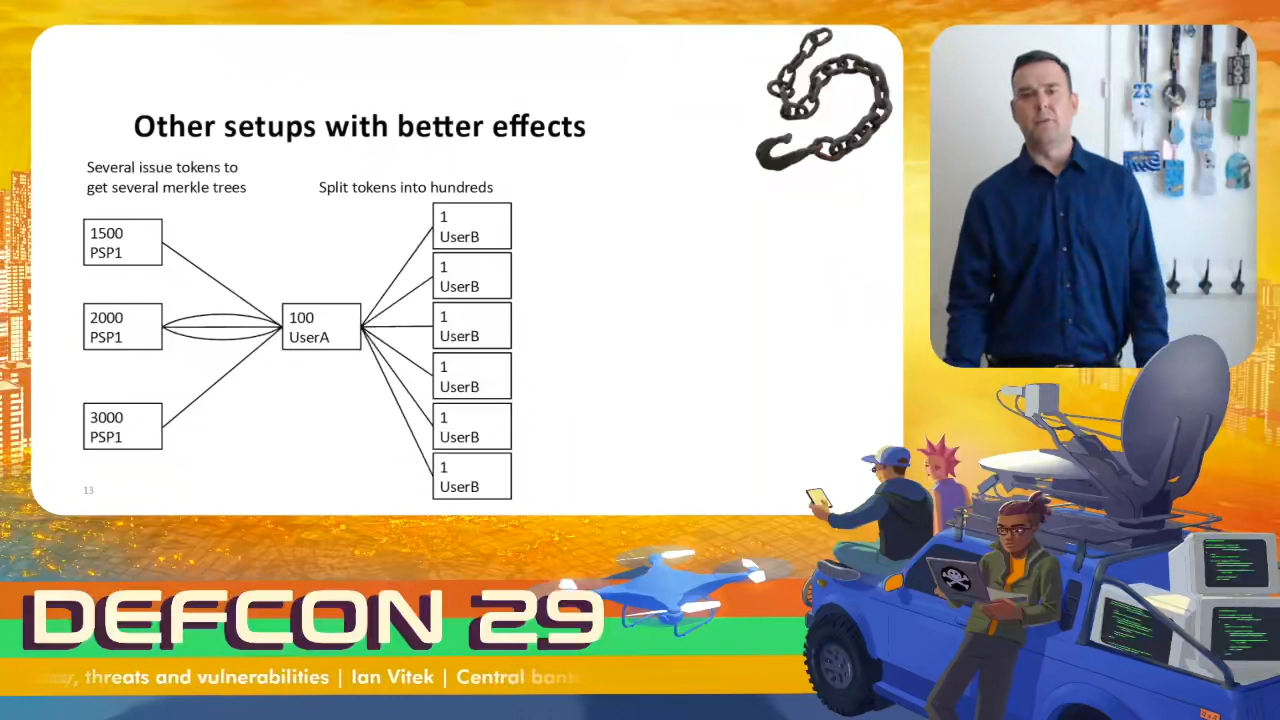 Other setups with better effects
Several issue tokens to
get several merkle trees
Split tokens into hundreds
1500
PSP1
2000
PSP1
3000
PSP1
100
UserA
1
UserB
1
UserB
1
UserB
1
UserB
1
UserB
1
UserB
13
DEFCON 29
threats and vulnerabilities | Ian Vitek | Central bank